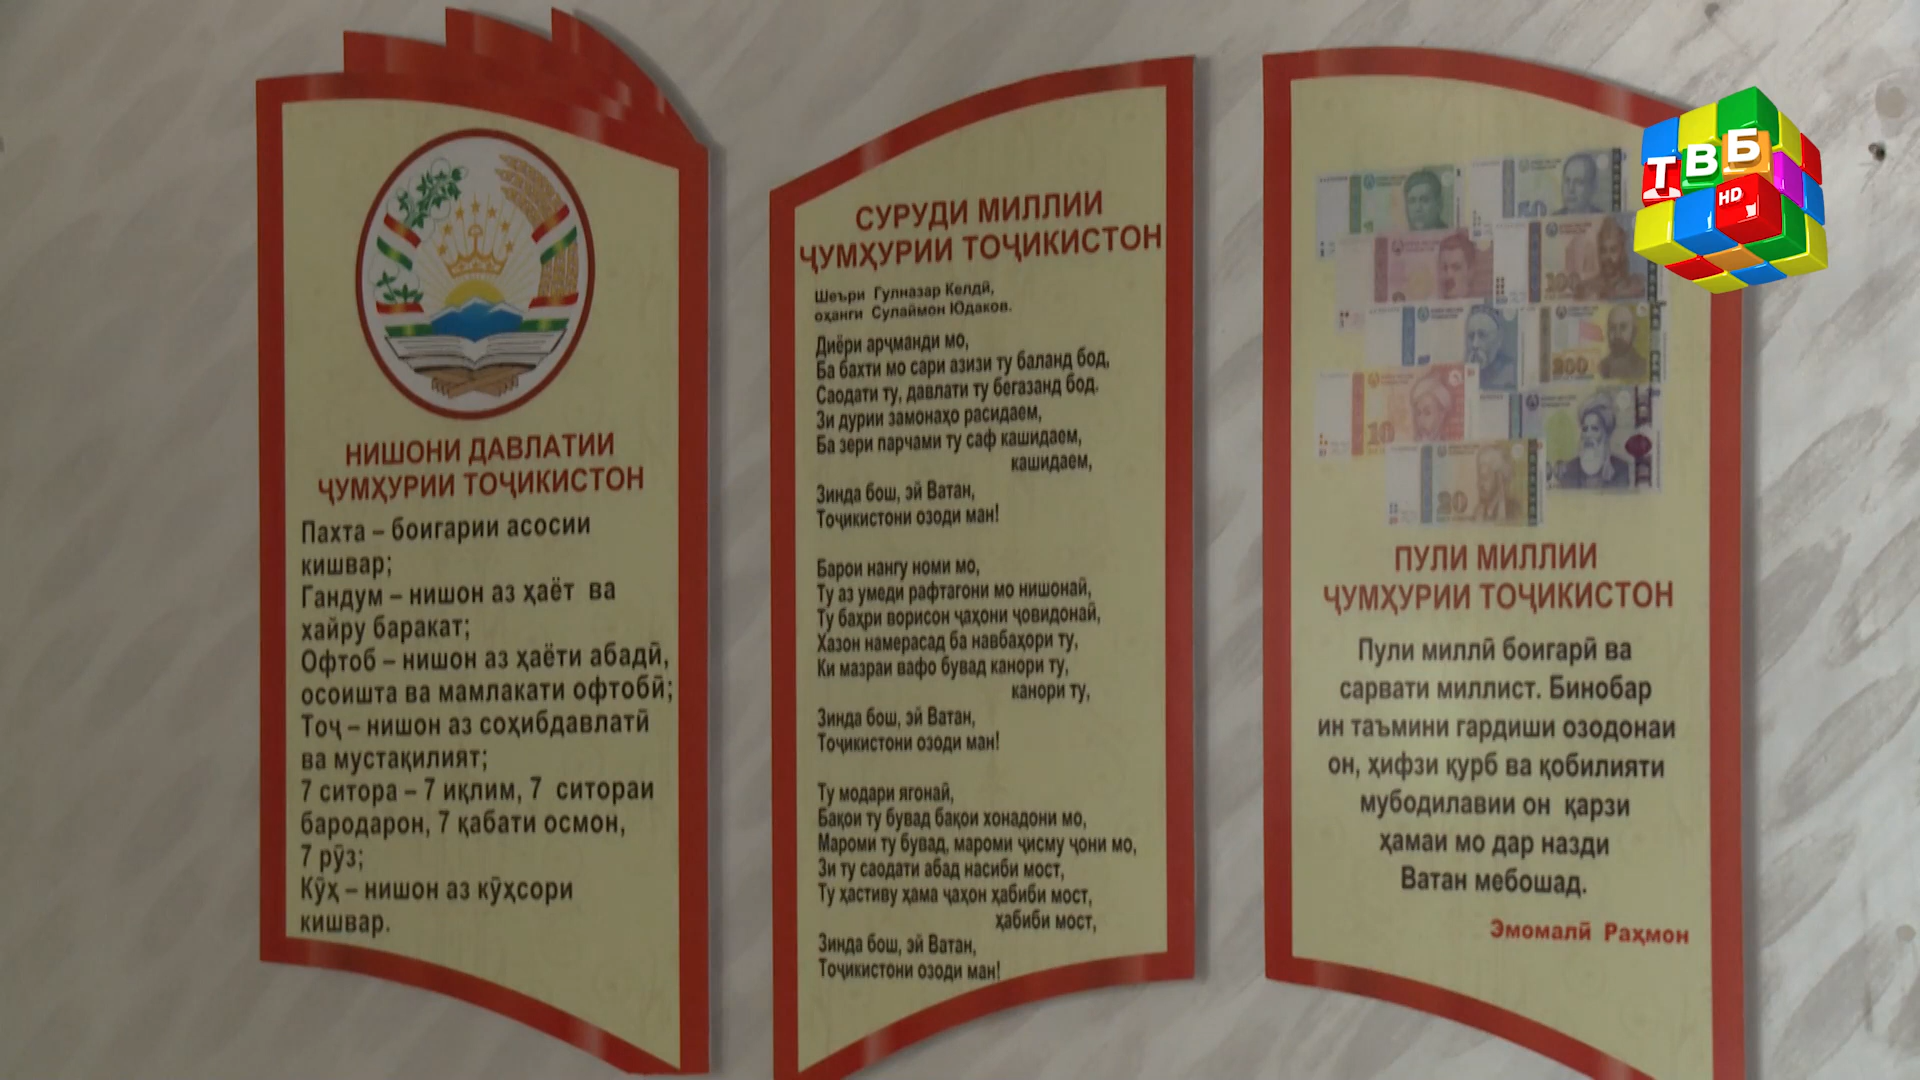 НИШОНИ ДАВЛАТИИ
ҶУМҲУРИИ ТОҶИКИСТОН
Пахта – боигарии асосии
кишвар;
Гандум – нишон аз ҳаёт ва
хайру баракат;
Офтоб – нишон аз ҳаёти абадӣ,
осоишта ва мамлакати офтобӣ;
Тоҷ – нишон аз соҳибдавлатӣ
ва мустақилият;
7 ситора – 7 иқлим, 7 ситораи
бародарон, 7 қабати осмон,
7 рӯз;
Кӯҳ – нишон аз кӯҳсори
кишвар.
СУРУДИ МИЛЛИИ
ҶУМҲУРИИ ТОҶИКИСТОН
Шеъри Гулназар Келдӣ,
оҳанги Сулаймон Юдаков.
Диёри арҷманди мо,
Ба бахти мо сари азизи ту баланд бод,
Саодати ту, давлати ту бегазанд бод.
Зи дурии замонаҳо расидаем,
Ба зери парчами ту саф кашидаем,
кашидаем,
Зинда бош, эй Ватан,
Тоҷикистони озоди ман!
Барои нангу номи мо,
Ту аз умеди рафтагони мо нишонаӣ,
Ту баҳри ворисон ҷаҳони ҷовидонаӣ,
Хазон намерасад ба навбаҳори ту,
Ки мазраи вафо бувад канори ту,
канори ту,
Зинда бош, эй Ватан,
Тоҷикистони озоди ман!
Ту модари ягонаӣ,
Бақои ту бувад бақои хонадони мо,
Мароми ту бувад, мароми ҷисму ҷони мо,
Зи ту саодати абад насиби мост,
Ту ҳастиву ҳама ҷаҳон ҳабиби мост,
ҳабиби мост,
Зинда бош, эй Ватан,
Тоҷикистони озоди ман!
ТВБ
HD
5
100
200
10
20
ПУЛИ МИЛЛИИ
ҶУМҲУРИИ ТОҶИКИСТОН
Пули миллӣ боигарӣ ва
сарвати миллист. Бинобар
ин таъмини гардиши озодонаи
он, ҳифзи қурб ва қобилияти
мубодилавии он қарзи
ҳамаи мо дар назди
Ватан мебошад.
Эмомалӣ Раҳмон